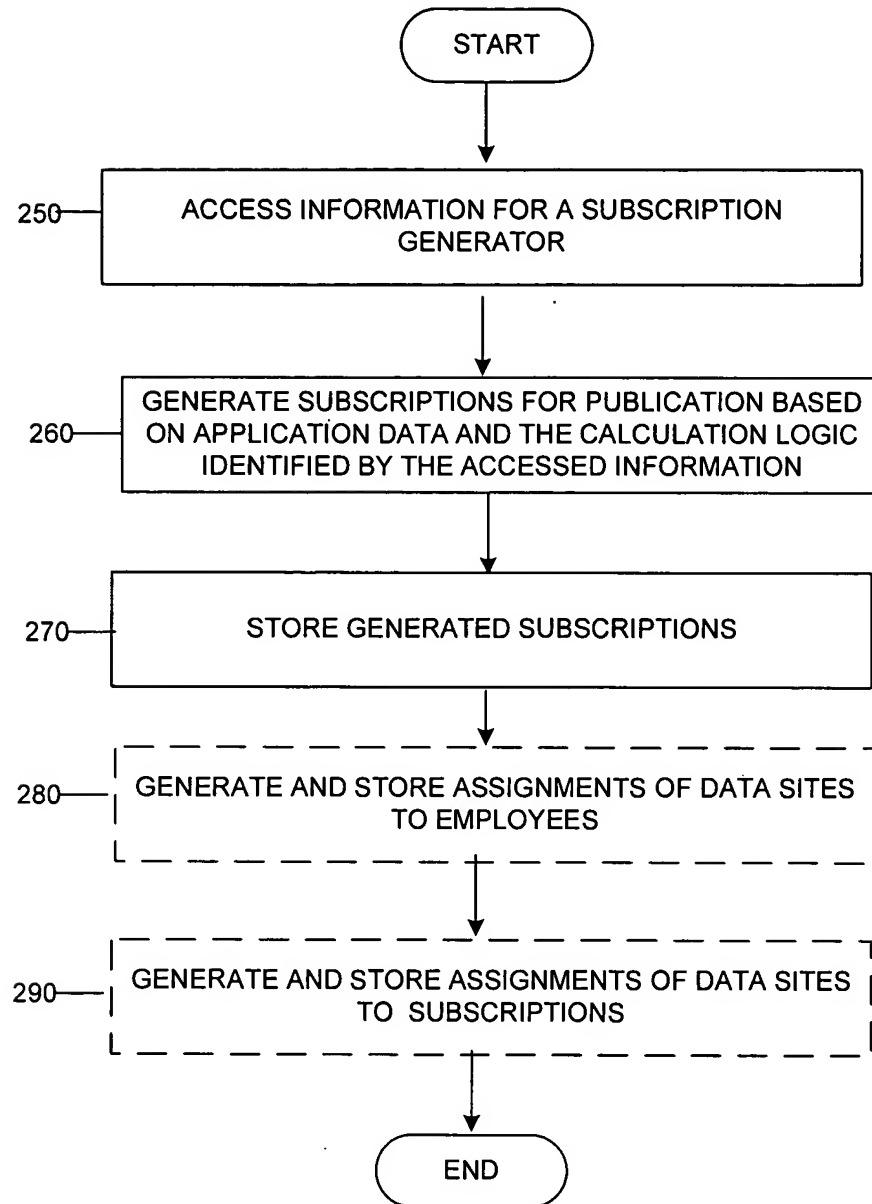 START
250
ACCESS INFORMATION FOR A SUBSCRIPTION
GENERATOR
260
GENERATE SUBSCRIPTIONS FOR PUBLICATION BASED
ON APPLICATION DATA AND THE CALCULATION LOGIC
IDENTIFIED BY THE ACCESSED INFORMATION
270
STORE GENERATED SUBSCRIPTIONS
280
GENERATE AND STORE ASSIGNMENTS OF DATA SITES
TO EMPLOYEES
290
GENERATE AND STORE ASSIGNMENTS OF DATA SITES
TO SUBSCRIPTIONS
END